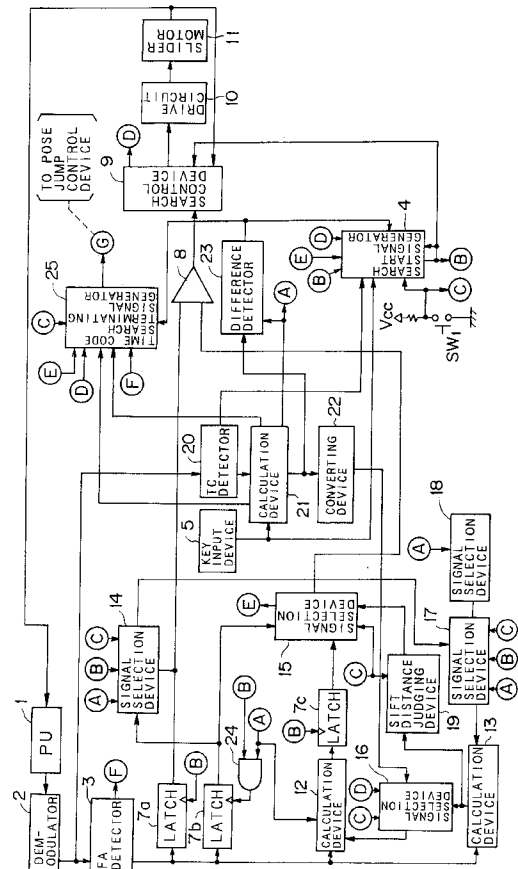 1
PU
2
DEM-
ODULATOR
3
FA
DETECTOR
F
7a
LATCH
B
7b
LATCH
24
B
A
14
SIGNAL
SELECTION
DEVICE
A
B
C
12
CALCULATION
DEVICE
7c
LATCH
B
16
SIGNAL
SELECTION
DEVICE
C
D
13
CALCULATION
DEVICE
15
SIGNAL
SELECTION
DEVICE
E
C
SIFT
DISTANCE
JUDGING
DEVICE
19
17
SIGNAL
SELECTION
DEVICE
A
B
C
18
SIGNAL SELECTION
DEVICE
A
5
KEY
INPUT DEVICE
20
TC DETECTOR
CALCULATION
DEVICE
21
CONVERTING
DEVICE
22
25
TIME CODE
SEARCH
TERMINATING
SIGNAL
GENERATOR
C
E
D
F
G
TO POSE
JUMP
CONTROL
DEVICE
8
23
DIFFERENCE
DETECTOR
A
9
SEARCH
CONTROL
DEVICE
D
10
DRIVE
CIRCUIT
11
SLIDER
MOTOR
4
SEARCH
START
SIGNAL
GENERATOR
B
E
D
C
B
Vcc
SW1